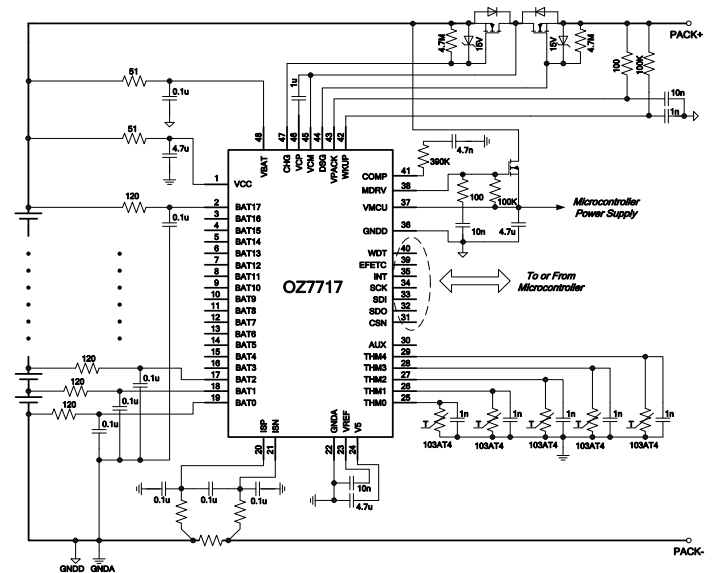 PACK+
4.7M
15V
15V
4.7M
100
100K
10n
1n
51
0.1u
1u
51
4.7u
120
0.1u
48
47
46
45
44
43
42
VBAT
CHG
VCP
VCM
DSG
VPACK
WKUP
1 VCC
2 BAT17
3 BAT16
4 BAT15
5 BAT14
6 BAT13
7 BAT12
8 BAT11
9 BAT10
10 BAT9
11 BAT8
12 BAT7
13 BAT6
14 BAT5
15 BAT4
16 BAT3
17 BAT2
18 BAT1
19 BAT0
OZ7717
COMP 41
MDRV 38
VMCU 37
GNDD 36
WDT 40
EFETC 39
INT 35
SCK 34
SDI 33
SDO 32
CSN 31
AUX 30
THM4 29
THM3 28
THM2 27
THM1 26
THM0 25
390K
4.7n
100
100K
10n
4.7u
Microcontroller
Power Supply
To or From
Microcontroller
120
0.1u
120
0.1u
120
0.1u
ISP
ISN
20
21
GNDA
VREF
V5
22
23
24
1n
1n
1n
1n
1n
T
T
T
T
T
103AT4
103AT4
103AT4
103AT4
103AT4
0.1u
0.1u
0.1u
10n
4.7u
PACK-
GNDD
GNDA